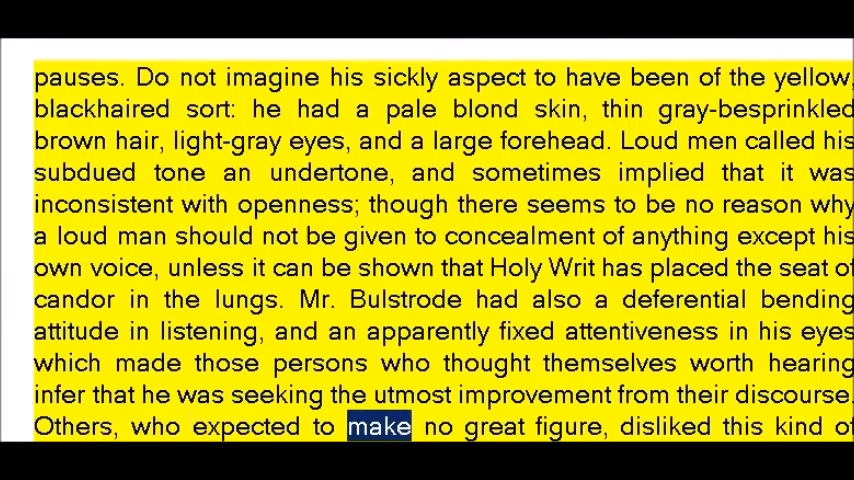 pauses. Do not imagine his sickly aspect to have been of the yellow,
blackhaired sort: he had a pale blond skin, thin gray-besprinkled
brown hair, light-gray eyes, and a large forehead. Loud men called his
subdued tone an undertone, and sometimes implied that it was
inconsistent with openness; though there seems to be no reason why
a loud man should not be given to concealment of anything except his
own voice, unless it can be shown that Holy Writ has placed the seat of
candor in the lungs. Mr. Bulstrode had also a deferential bending
attitude in listening, and an apparently fixed attentiveness in his eyes
which made those persons who thought themselves worth hearing
infer that he was seeking the utmost improvement from their discourse.
Others, who expected to make no great figure, disliked this kind of